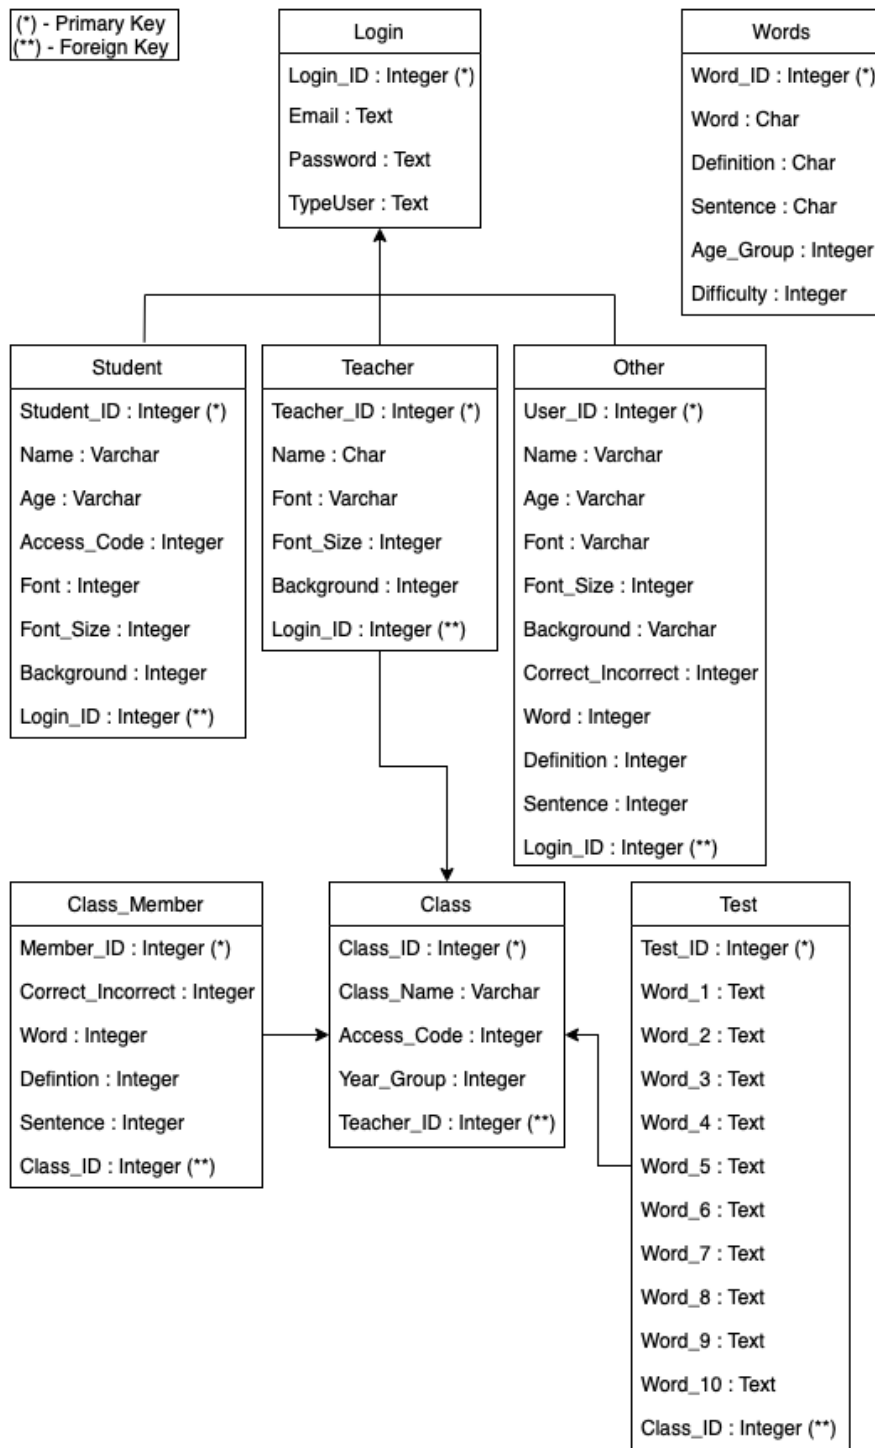 (*) - Primary Key
(**) - Foreign Key
Login
Login_ID : Integer (*)
Email : Text
Password : Text
TypeUser : Text
Words
Word_ID : Integer (*)
Word : Char
Definition : Char
Sentence : Char
Age_Group : Integer
Difficulty : Integer
Student
Student_ID : Integer (*)
Name : Varchar
Age : Varchar
Access_Code : Integer
Font : Integer
Font_Size : Integer
Background : Integer
Login_ID : Integer (**)
Teacher
Teacher_ID : Integer (*)
Name : Char
Font : Varchar
Font_Size : Integer
Background : Integer
Login_ID : Integer (**)
Other
User_ID : Integer (*)
Name : Varchar
Age : Varchar
Font : Varchar
Font_Size : Integer
Background : Varchar
Correct_Incorrect : Integer
Word : Integer
Definition : Integer
Sentence : Integer
Login_ID : Integer (**)
Class_Member
Member_ID : Integer (*)
Correct_Incorrect : Integer
Word : Integer
Defintion : Integer
Sentence : Integer
Class_ID : Integer (**)
Class
Class_ID : Integer (*)
Class_Name : Varchar
Access_Code : Integer
Year_Group : Integer
Teacher_ID : Integer (**)
Test
Test_ID : Integer (*)
Word_1 : Text
Word_2 : Text
Word_3 : Text
Word_4 : Text
Word_5 : Text
Word_6 : Text
Word_7 : Text
Word_8 : Text
Word_9 : Text
Word_10 : Text
Class_ID : Integer (**)